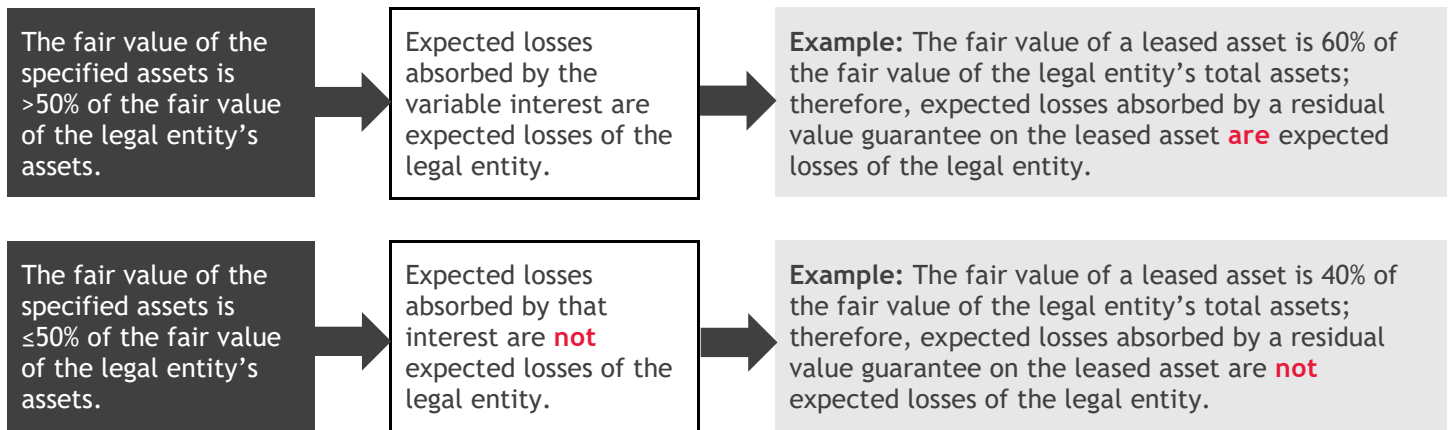 The fair value of the
specified assets is
>50% of the fair value
of the legal entity’s
assets.
Expected losses
absorbed by the
variable interest are
expected losses of the
legal entity.
Example: The fair value of a leased asset is 60% of
the fair value of the legal entity’s total assets;
therefore, expected losses absorbed by a residual
value guarantee on the leased asset are expected
losses of the legal entity.
The fair value of the
specified assets is
≤50% of the fair value
of the legal entity’s
assets.
Expected losses
absorbed by that
interest are not
expected losses of the
legal entity.
Example: The fair value of a leased asset is 40% of
the fair value of the legal entity’s total assets;
therefore, expected losses absorbed by a residual
value guarantee on the leased asset are not
expected losses of the legal entity.